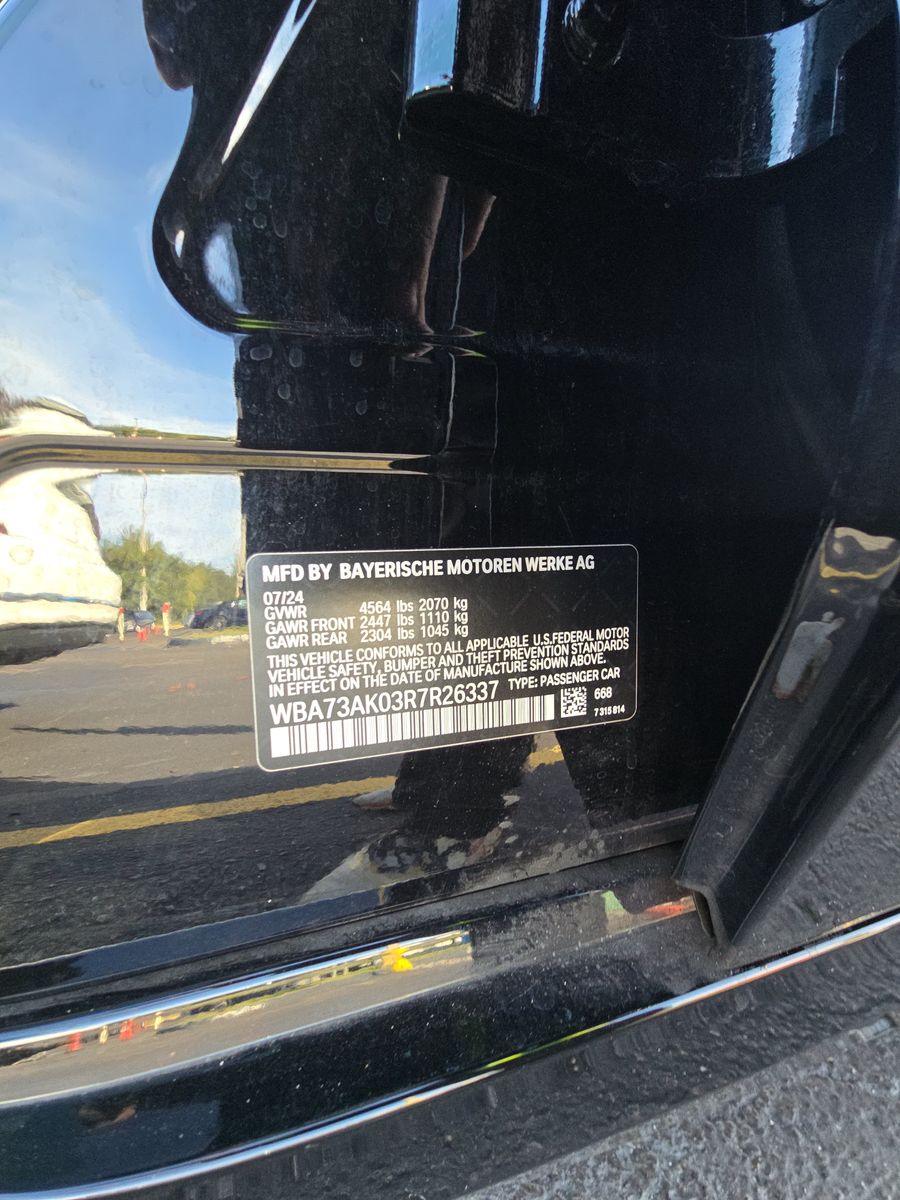 MFD BY BAYERISCHE MOTOREN WERKE AG
07/24
GVWR 4564 lbs 2070 kg
GAWR FRONT 2447 lbs 1110 kg
GAWR REAR 2304 lbs 1045 kg
THIS VEHICLE CONFORMS TO ALL APPLICABLE U.S.FEDERAL MOTOR
VEHICLE SAFETY, BUMPER AND THEFT PREVENTION STANDARDS
IN EFFECT ON THE DATE OF MANUFACTURE SHOWN ABOVE.
WBA73AK03R7R26337 TYPE: PASSENGER CAR
668
7 315 814